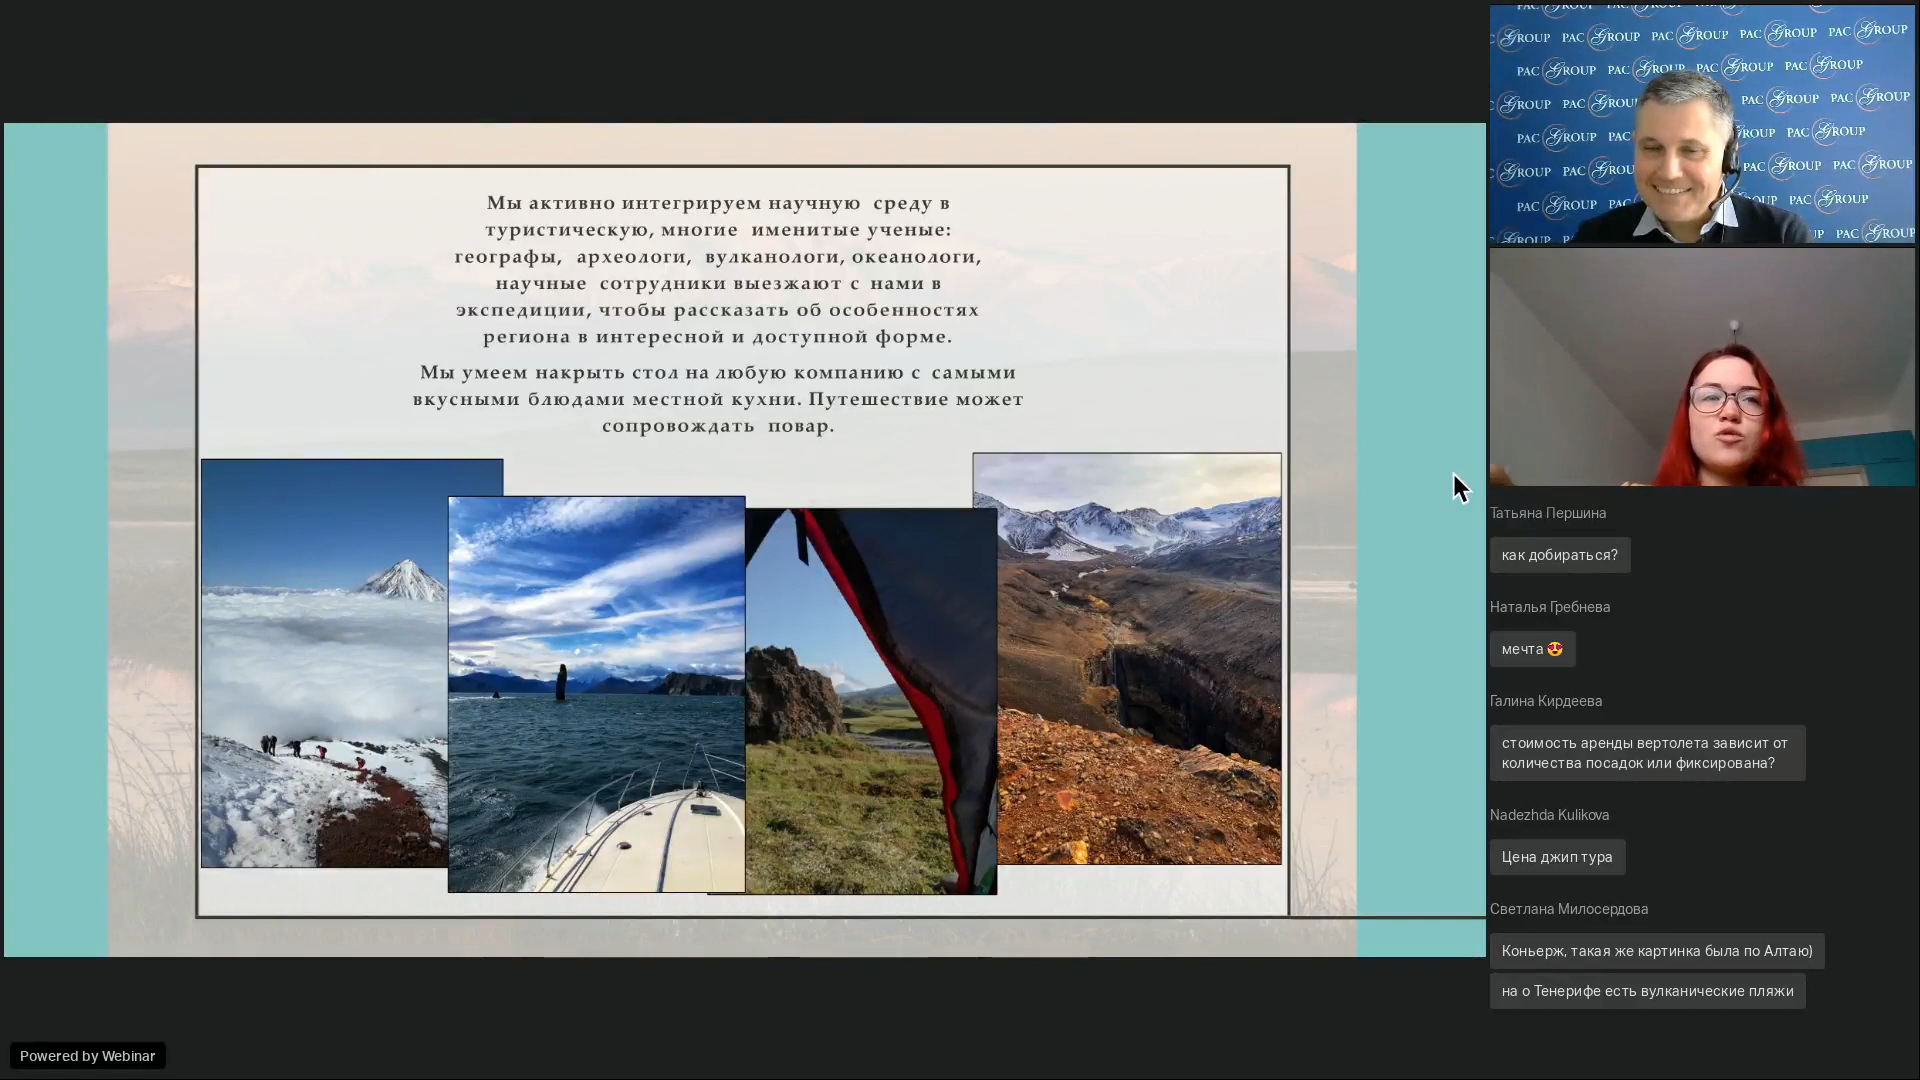 Мы активно интегрируем научную среду в
туристическую, многие именитые ученые:
географы, археологи, вулканологи, океанологи,
научные сотрудники выезжают с нами в
экспедиции, чтобы рассказать об особенностях
региона в интересной и доступной форме.
Мы умеем накрыть стол на любую компанию с самыми
вкусными блюдами местной кухни. Путешествие может
сопровождать повар.
PAC GROUP
Татьяна Першина
как добираться?
Наталья Гребнева
мечта 😍
Галина Кирдеева
стоимость аренды вертолета зависит от
количества посадок или фиксирована?
Nadezhda Kulikova
Цена джип тура
Светлана Милосердова
Коньерж, такая же картинка была по Алтаю)
на о Тенерифе есть вулканические пляжи
Powered by Webinar